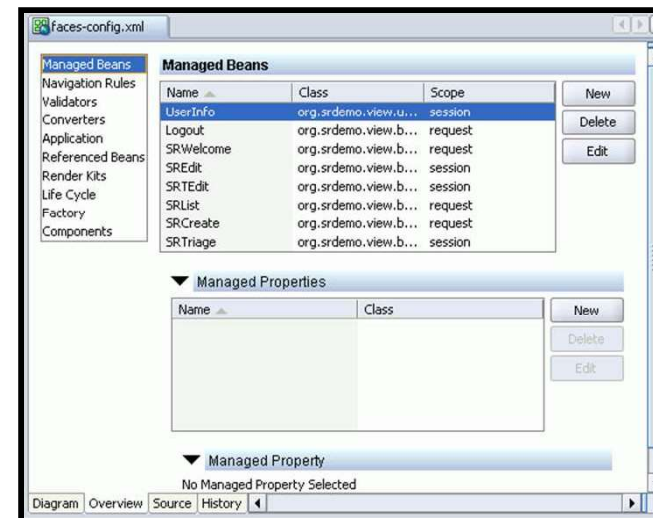 faces-config.xml
Managed Beans
Navigation Rules
Validators
Converters
Application
Referenced Beans
Render Kits
Life Cycle
Factory
Components
Managed Beans
Name Class Scope
UserInfo org.srdemo.view.u... session
Logout org.srdemo.view.b... request
SRWelcome org.srdemo.view.b... request
SREdit org.srdemo.view.b... session
SRTEdit org.srdemo.view.b... session
SRList org.srdemo.view.b... request
SRCreate org.srdemo.view.b... request
SRTriage org.srdemo.view.b... session
New
Delete
Edit
Managed Properties
Name Class
New
Delete
Edit
Managed Property
No Managed Property Selected
Diagram Overview Source History